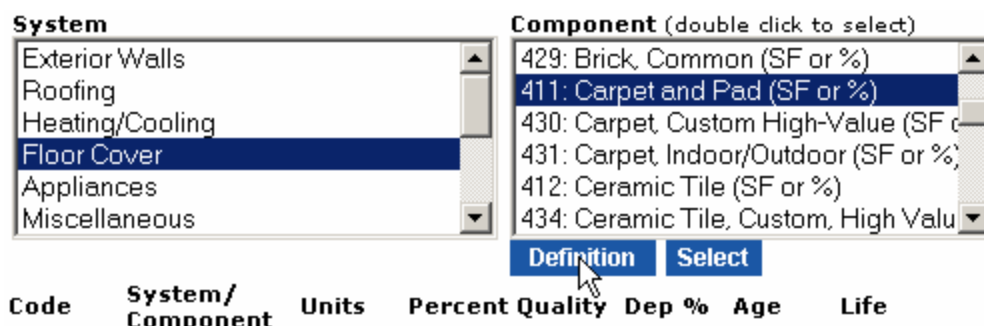 System
Exterior Walls
Roofing
Heating/Cooling
Floor Cover
Appliances
Miscellaneous
Component (double click to select)
429: Brick, Common (SF or %)
411: Carpet and Pad (SF or %)
430: Carpet, Custom High-Value (SF
431: Carpet, Indoor/Outdoor (SF or %)
412: Ceramic Tile (SF or %)
434: Ceramic Tile, Custom, High Valu
Definition Select
Code System/ Component Units Percent Quality Dep % Age Life